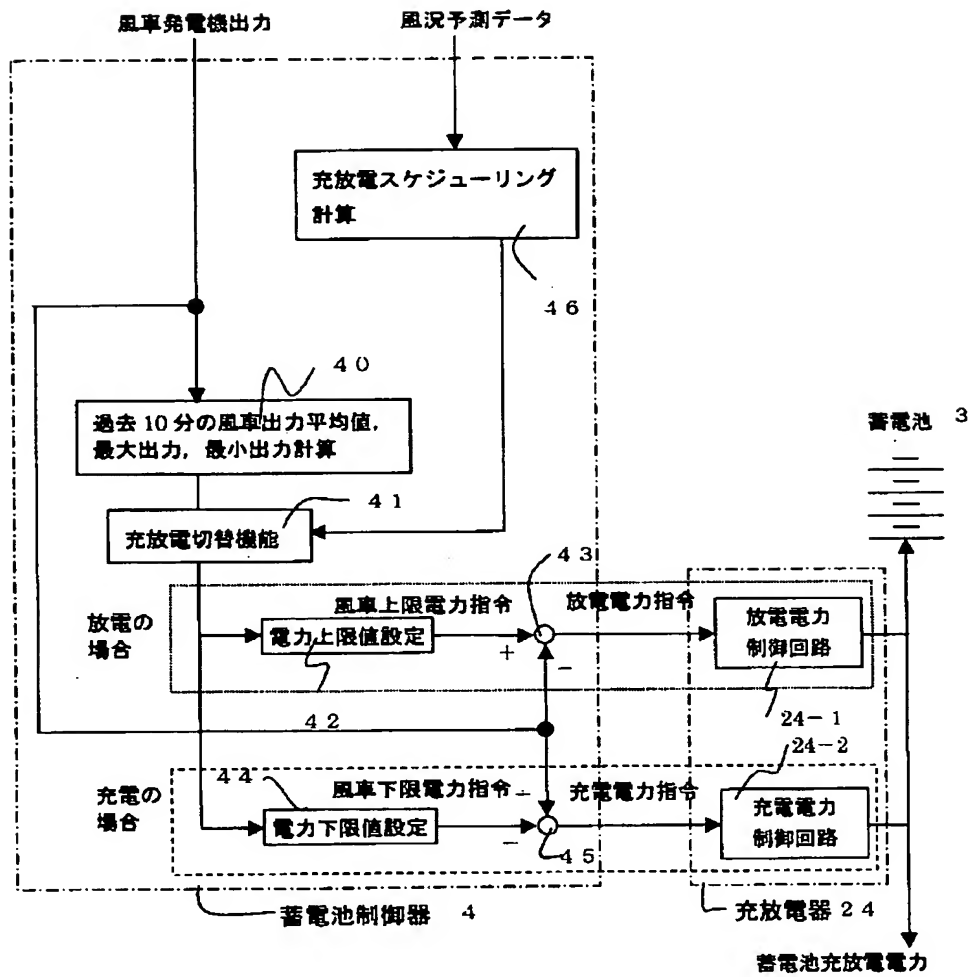 風車発電機出力
風況予測データ
充放電スケジューリング
計算
46
40
過去10分の風車出力平均値,
最大出力, 最小出力計算
蓄電池 3
41
充放電切替機能
43
放電の
場合
風車上限電力指令
放電電力指令
電力上限値設定
+
-
放電電力
制御回路
42
24-1
24-2
充電の
場合
44
風車下限電力指令
-
充電電力指令
電力下限値設定
-
45
充電電力
制御回路
蓄電池制御器 4
充放電器 24
蓄電池充放電電力